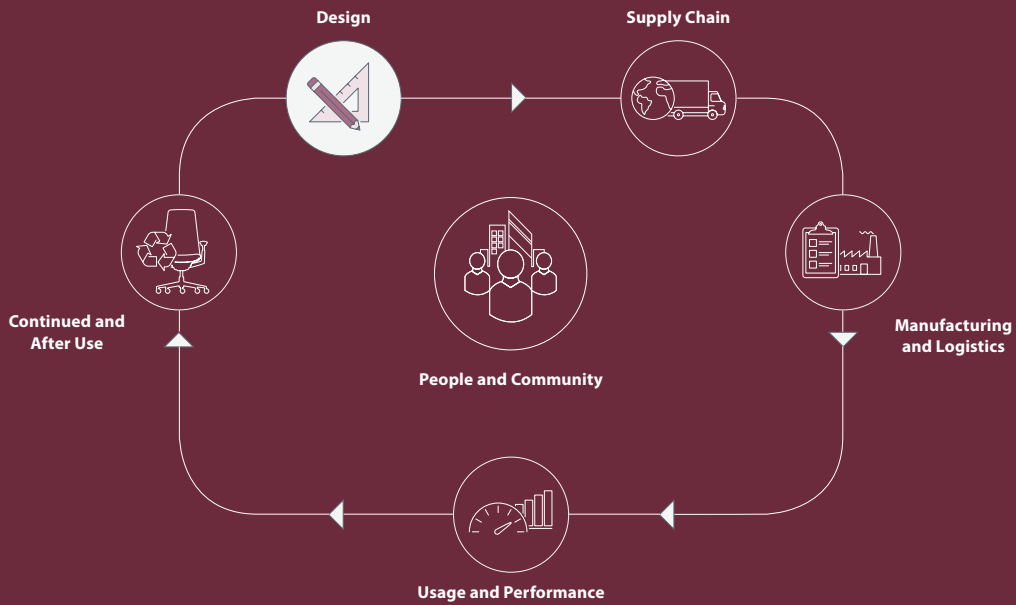 Design
Supply Chain
Continued and
After Use
Manufacturing
and Logistics
People and Community
Usage and Performance